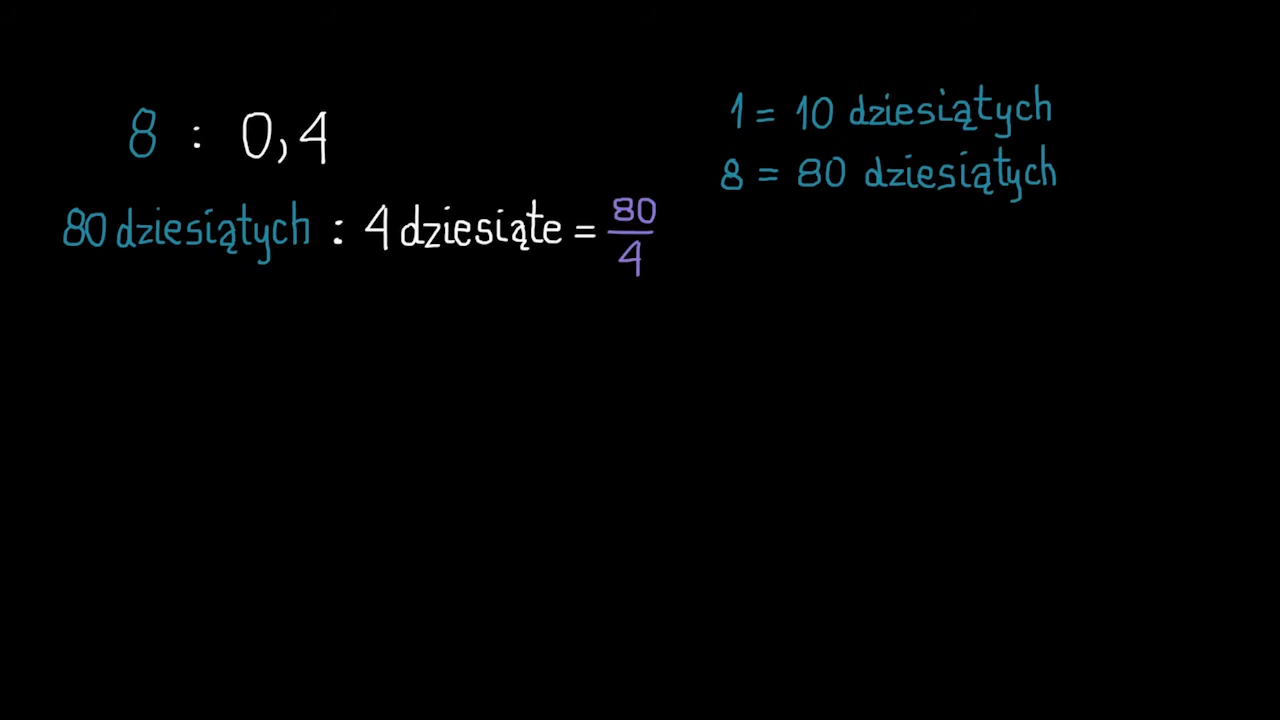 8 : 0,4
80 dziesiątych : 4 dziesiąte = 80/4
1 = 10 dziesiątych
8 = 80 dziesiątych